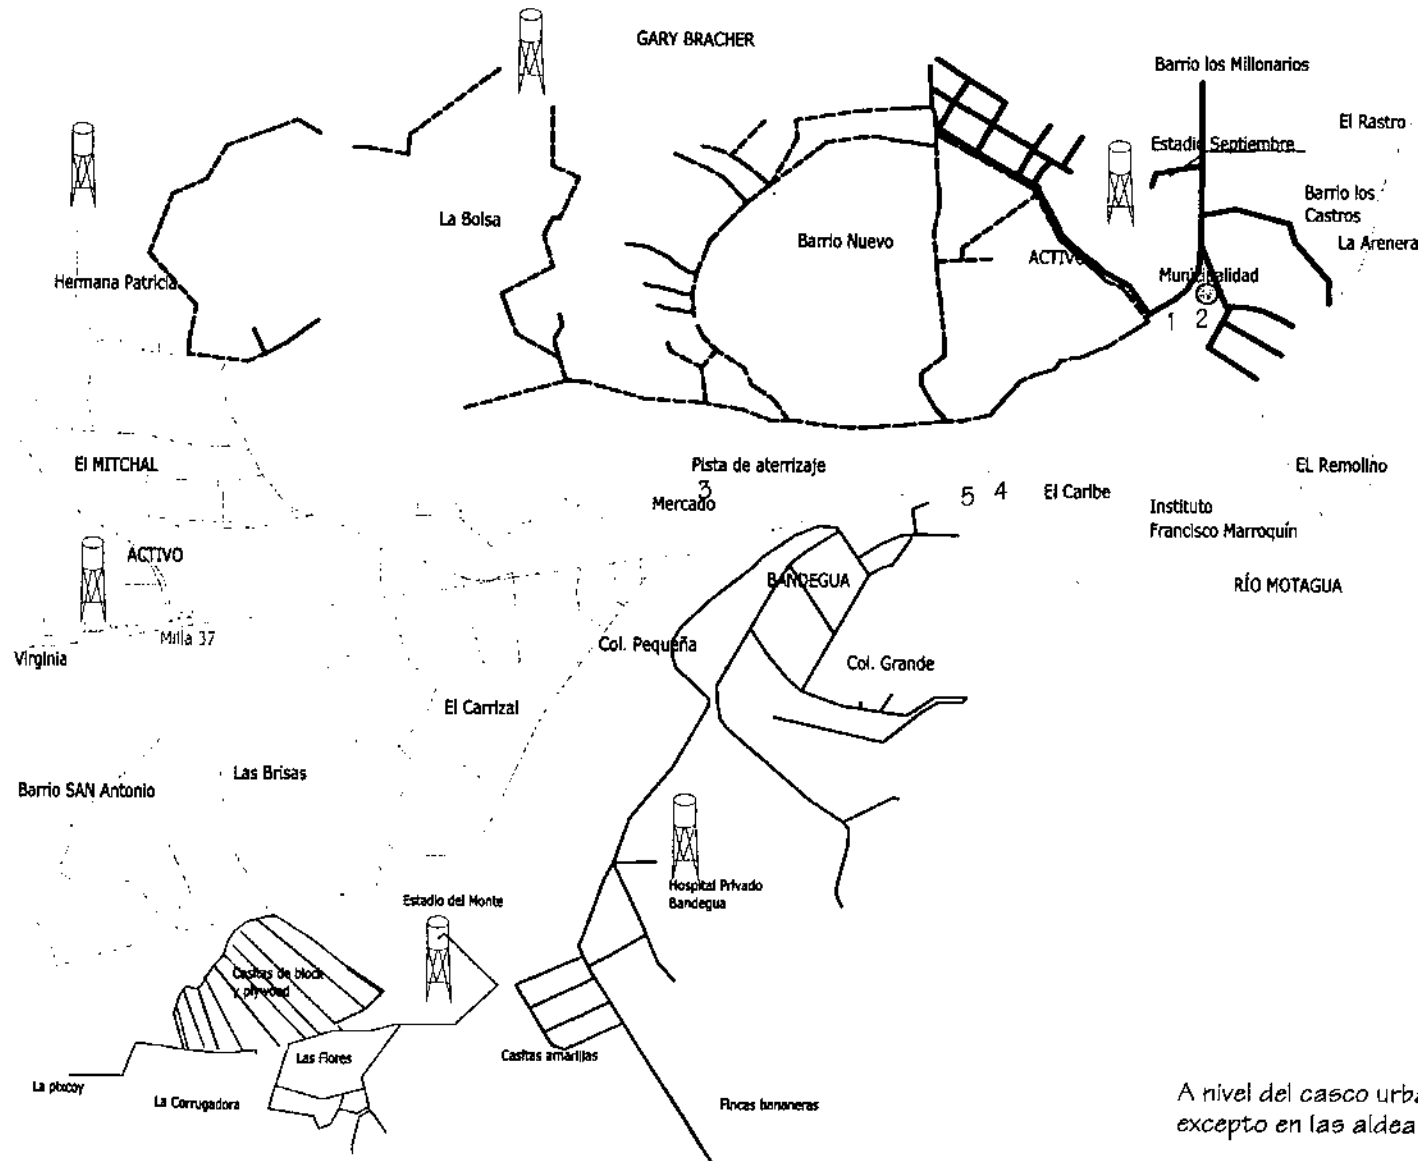 GARY BRACHER
Barrio los Millonarios
El Rastro
Estadio Septiembre
Barrio los
Castros
La Bolsa
Barrio Nuevo
La Arenera
ACTIVO
Hermana Patricia
Municipalidad
1 2
El MITCHAL
Pista de aterrizaje
EL Remolino
3
Mercado
5 4
El Caribe
Instituto
Francisco Marroquín
ACTIVO
BANDEGUA
RÍO MOTAGUA
Milla 37
Virginia
Col. Pequeña
Col. Grande
El Carrizal
Las Brisas
Barrio SAN Antonio
Hospital Privado
Bandegua
Estadio del Monte
Casitas de block
y plywood
Las flores
Casitas amarillas
La pixcoy
La Corrugadora
Fincas bananeras
A nivel del casco urba
excepto en las aldea